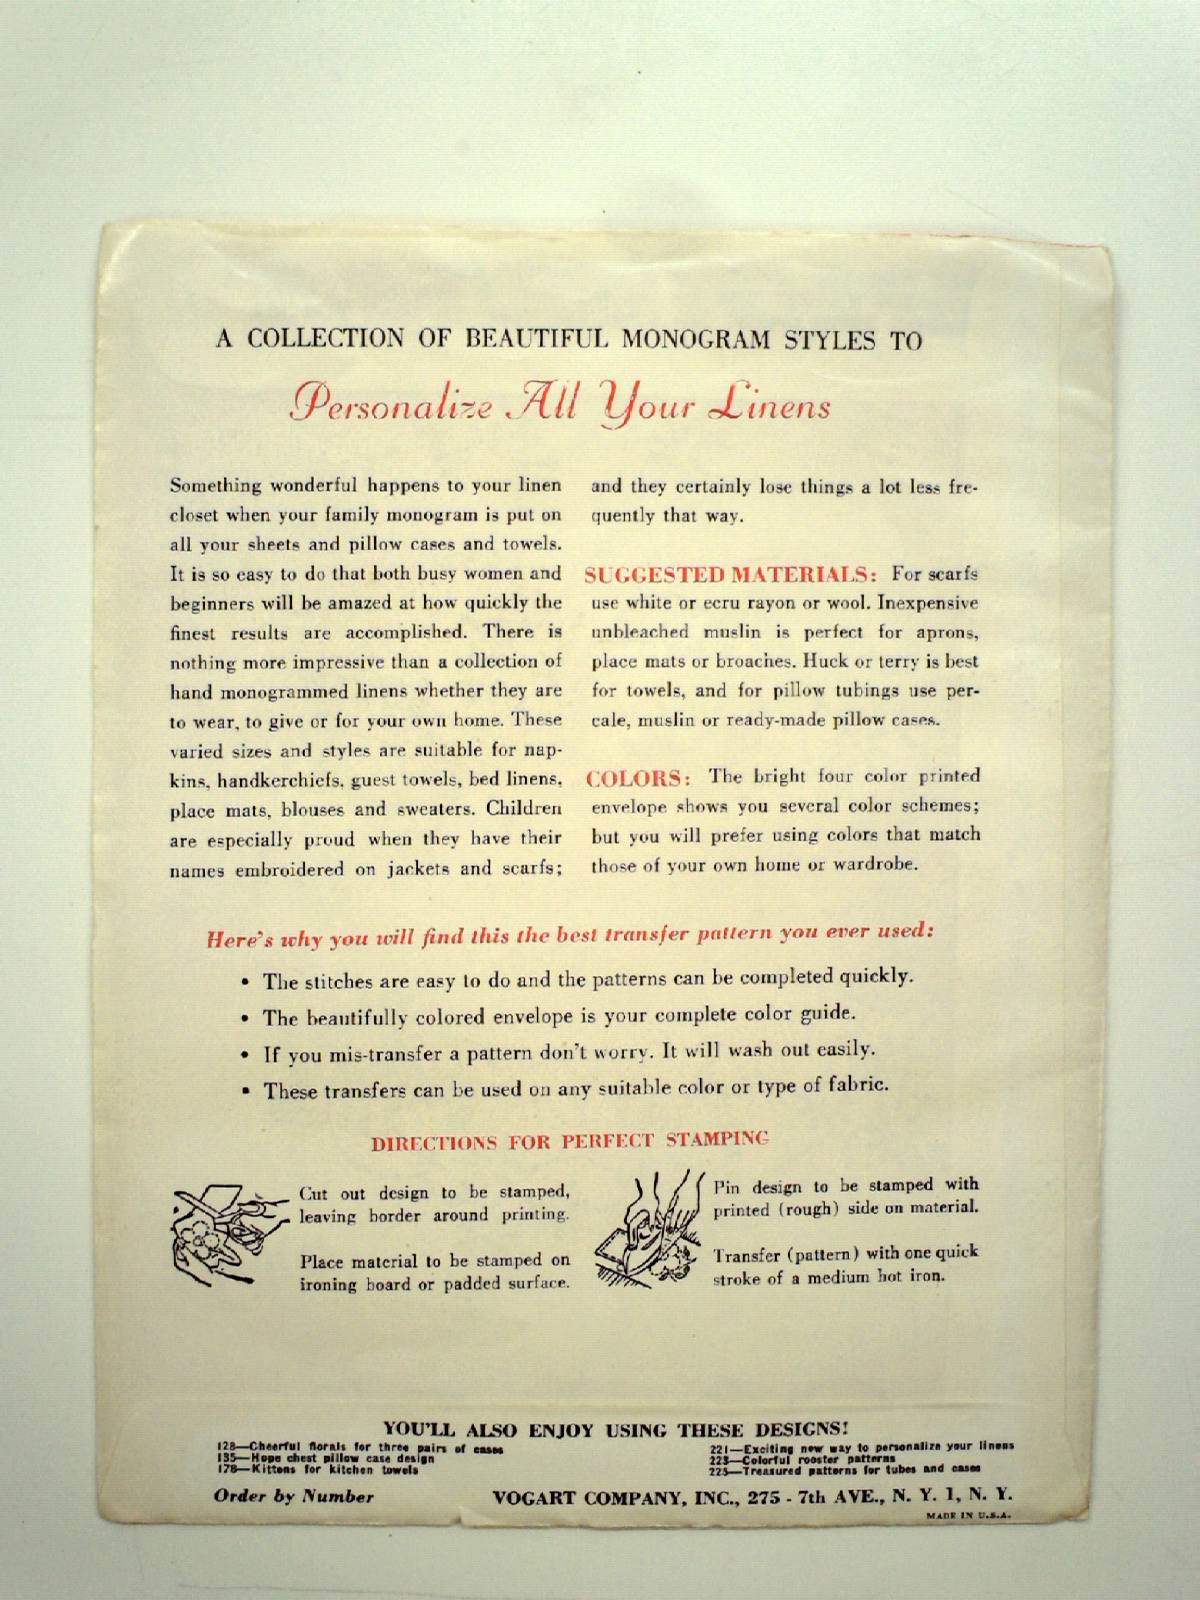 A COLLECTION OF BEAUTIFUL MONOGRAM STYLES TO
Personalize All Your Linens
Something wonderful happens to your linen
closet when your family monogram is put on
all your sheets and pillow cases and towels.
It is so easy to do that both busy women and
beginners will be amazed at how quickly the
finest results are accomplished. There is
nothing more impressive than a collection of
hand monogrammed linens whether they are
to wear, to give or for your own home. These
varied sizes and styles are suitable for nap-
kins, handkerchiefs, guest towels, bed linens,
place mats, blouses and sweaters. Children
are especially proud when they have their
names embroidered on jackets and scarfs;
and they certainly lose things a lot less fre-
quently that way.
SUGGESTED MATERIALS: For scarfs
use white or ecru rayon or wool. Inexpensive
unbleached muslin is perfect for aprons,
place mats or broaches. Huck or terry is best
for towels, and for pillow tubings use per-
cale, muslin or ready-made pillow cases.
COLORS: The bright four color printed
envelope shows you several color schemes;
but you will prefer using colors that match
those of your own home or wardrobe.
Here's why you will find this the best transfer pattern you ever used:
• The stitches are easy to do and the patterns can be completed quickly.
• The beautifully colored envelope is your complete color guide.
• If you mis-transfer a pattern don't worry. It will wash out easily.
• These transfers can be used on any suitable color or type of fabric.
DIRECTIONS FOR PERFECT STAMPING
Cut out design to be stamped,
leaving border around printing.
Place material to be stamped on
ironing board or padded surface.
Pin design to be stamped with
printed (rough) side on material.
Transfer (pattern) with one quick
stroke of a medium hot iron.
YOU'LL ALSO ENJOY USING THESE DESIGNS!
128—Cheerful florals for three pairs of cases
135—Hope chest pillow case design
178—Kittens for kitchen towels
221—Exciting new way to personalize your linens
223—Colorful rooster patterns
225—Treasured patterns for tubes and cases
Order by Number
VOGART COMPANY, INC., 275 - 7th AVE., N. Y. 1, N. Y.
MADE IN U.S.A.